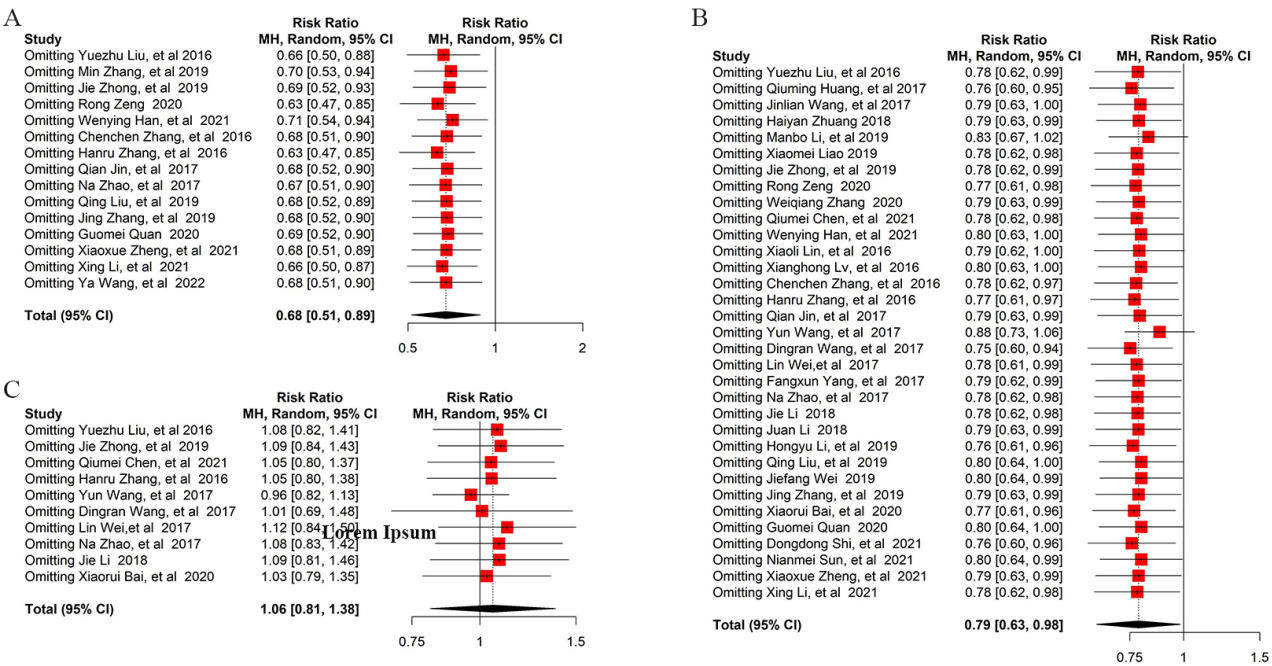 A
Risk Ratio Risk Ratio
Study MH, Random, 95% CI MH, Random, 95% CI
Omitting Yuezhu Liu, et al 2016 0.66 [0.50, 0.88]
Omitting Min Zhang, et al 2019 0.70 [0.53, 0.94]
Omitting Jie Zhong, et al 2019 0.69 [0.52, 0.93]
Omitting Rong Zeng 2020 0.63 [0.47, 0.85]
Omitting Wenying Han, et al 2021 0.71 [0.54, 0.94]
Omitting Chenchen Zhang, et al 2016 0.68 [0.51, 0.90]
Omitting Hanru Zhang, et al 2016 0.63 [0.47, 0.85]
Omitting Qian Jin, et al 2017 0.68 [0.52, 0.90]
Omitting Na Zhao, et al 2017 0.67 [0.51, 0.90]
Omitting Qing Liu, et al 2019 0.68 [0.52, 0.89]
Omitting Jing Zhang, et al 2019 0.68 [0.52, 0.90]
Omitting Guomei Quan 2020 0.69 [0.52, 0.90]
Omitting Xiaoxue Zheng, et al 2021 0.68 [0.51, 0.89]
Omitting Xing Li, et al 2021 0.66 [0.50, 0.87]
Omitting Ya Wang, et al 2022 0.68 [0.51, 0.90]
Total (95% CI) 0.68 [0.51, 0.89]
0.5 1 2
B
Risk Ratio Risk Ratio
Study MH, Random, 95% CI MH, Random, 95% CI
Omitting Yuezhu Liu, et al 2016 0.78 [0.62, 0.99]
Omitting Qiuming Huang, et al 2017 0.76 [0.60, 0.95]
Omitting Jinlian Wang, et al 2017 0.79 [0.63, 1.00]
Omitting Haiyan Zhuang 2018 0.79 [0.63, 0.99]
Omitting Manbo Li, et al 2019 0.83 [0.67, 1.02]
Omitting Xiaomei Liao 2019 0.78 [0.62, 0.98]
Omitting Jie Zhong, et al 2019 0.78 [0.62, 0.99]
Omitting Rong Zeng 2020 0.77 [0.61, 0.98]
Omitting Weiqiang Zhang 2020 0.79 [0.63, 0.99]
Omitting Qiumei Chen, et al 2021 0.78 [0.62, 0.98]
Omitting Wenying Han, et al 2021 0.80 [0.63, 1.00]
Omitting Xiaoli Lin, et al 2016 0.79 [0.62, 1.00]
Omitting Xianghong Lv, et al 2016 0.80 [0.63, 1.00]
Omitting Chenchen Zhang, et al 2016 0.78 [0.62, 0.97]
Omitting Hanru Zhang, et al 2016 0.77 [0.61, 0.97]
Omitting Qian Jin, et al 2017 0.79 [0.63, 0.99]
Omitting Yun Wang, et al 2017 0.88 [0.73, 1.06]
Omitting Dingran Wang, et al 2017 0.75 [0.60, 0.94]
Omitting Lin Wei,et al 2017 0.78 [0.61, 0.99]
Omitting Fangxun Yang, et al 2017 0.79 [0.62, 0.99]
Omitting Na Zhao, et al 2017 0.78 [0.62, 0.98]
Omitting Jie Li 2018 0.78 [0.62, 0.98]
Omitting Juan Li 2018 0.79 [0.63, 0.99]
Omitting Hongyu Li, et al 2019 0.76 [0.61, 0.96]
Omitting Qing Liu, et al 2019 0.80 [0.64, 1.00]
Omitting Jiefang Wei 2019 0.80 [0.64, 0.99]
Omitting Jing Zhang, et al 2019 0.79 [0.63, 0.99]
Omitting Xiaorui Bai, et al 2020 0.77 [0.61, 0.96]
Omitting Guomei Quan 2020 0.80 [0.64, 1.00]
Omitting Dongdong Shi, et al 2021 0.76 [0.60, 0.96]
Omitting Nianmei Sun, et al 2021 0.80 [0.64, 0.99]
Omitting Xiaoxue Zheng, et al 2021 0.79 [0.63, 0.99]
Omitting Xing Li, et al 2021 0.78 [0.62, 0.98]
Total (95% CI) 0.79 [0.63, 0.98]
0.75 1 1.5
C
Risk Ratio Risk Ratio
Study MH, Random, 95% CI MH, Random, 95% CI
Omitting Yuezhu Liu, et al 2016 1.08 [0.82, 1.41]
Omitting Jie Zhong, et al 2019 1.09 [0.84, 1.43]
Omitting Qiumei Chen, et al 2021 1.05 [0.80, 1.37]
Omitting Hanru Zhang, et al 2016 1.05 [0.80, 1.38]
Omitting Yun Wang, et al 2017 0.96 [0.82, 1.13]
Omitting Dingran Wang, et al 2017 1.01 [0.69, 1.48]
Omitting Lin Wei,et al 2017 1.12 [0.84, 1.50]
Lorem Ipsum
Omitting Na Zhao, et al 2017 1.08 [0.83, 1.42]
Omitting Jie Li 2018 1.09 [0.81, 1.46]
Omitting Xiaorui Bai, et al 2020 1.03 [0.79, 1.35]
Total (95% CI) 1.06 [0.81, 1.38]
0.75 1 1.5